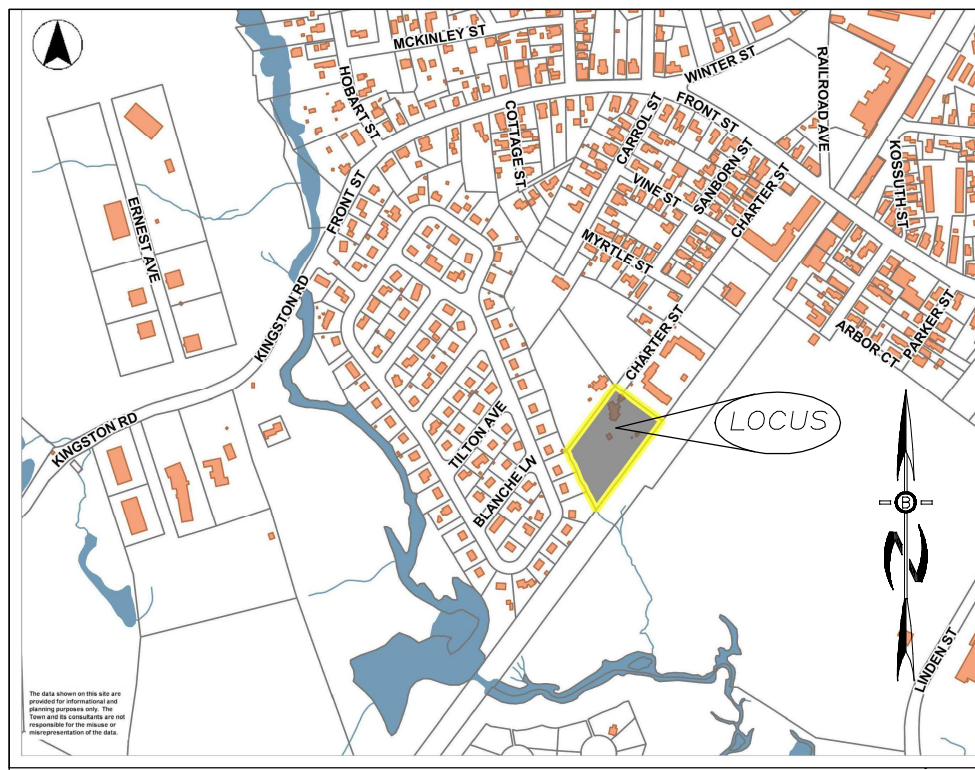 MCKINLEY ST
HOBART ST
WINTER ST
RAILROAD AVE
FRONT ST
COTTAGE ST
CARROL ST
SANBORN ST
KOSSUTH ST
VINE ST
CHARTER ST
ERNEST AVE
FRONT ST
MYRTLE ST
KINGSTON RD
CHARTER ST
PARKER ST
ARBOR CT
KINGSTON RD
TILTON AVE
LOCUS
BLANCHE LN
B
N
LINDEN ST
The data shown on this site are
provided for informational and
planning purposes only. The
Town and its consultants are not
responsible for the misuse or
misrepresentation of the data.